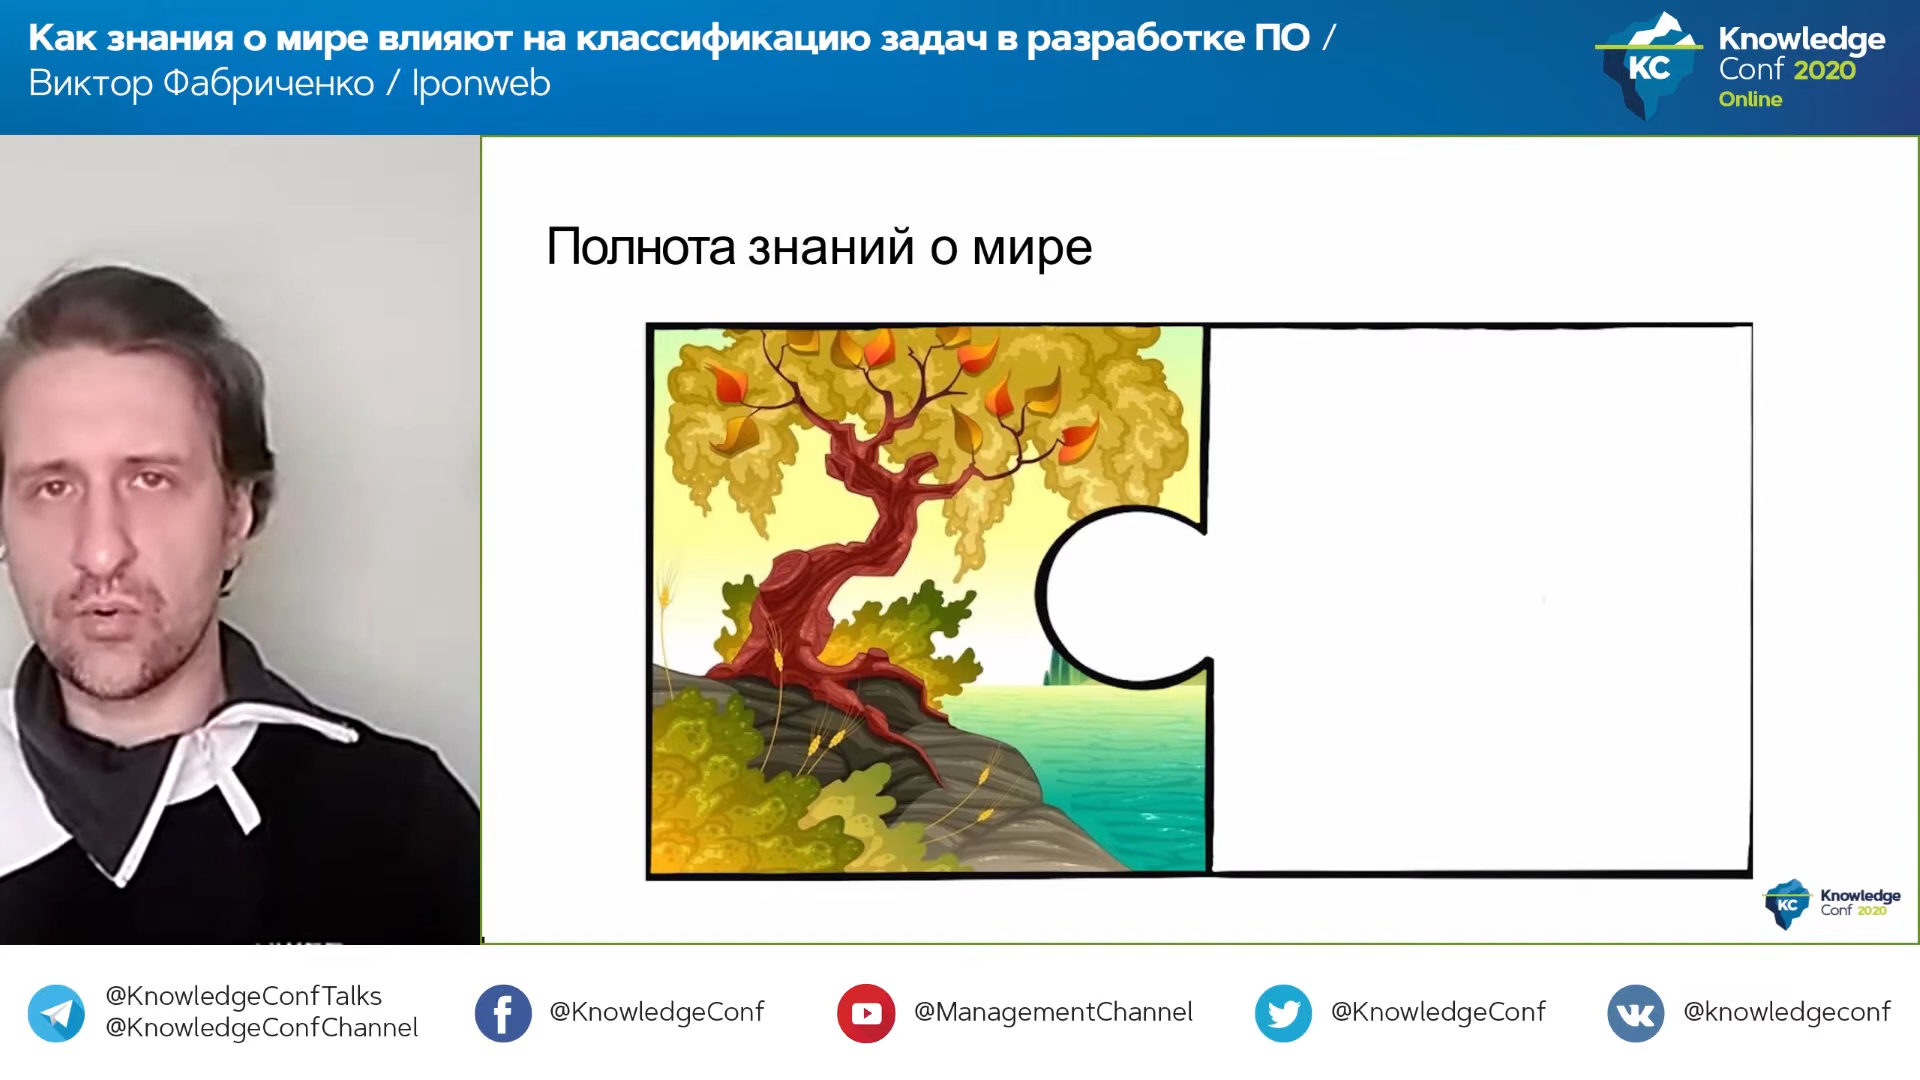 Как знания о мире влияют на классификацию задач в разработке ПО /
Виктор Фабриченко / Iponweb
KC
Knowledge
Conf 2020
Online
Полнота знаний о мире
KC
Knowledge
Conf 2020
@KnowledgeConfTalks
@KnowledgeConfChannel
@KnowledgeConf
@ManagementChannel
@KnowledgeConf
@knowledgeconf